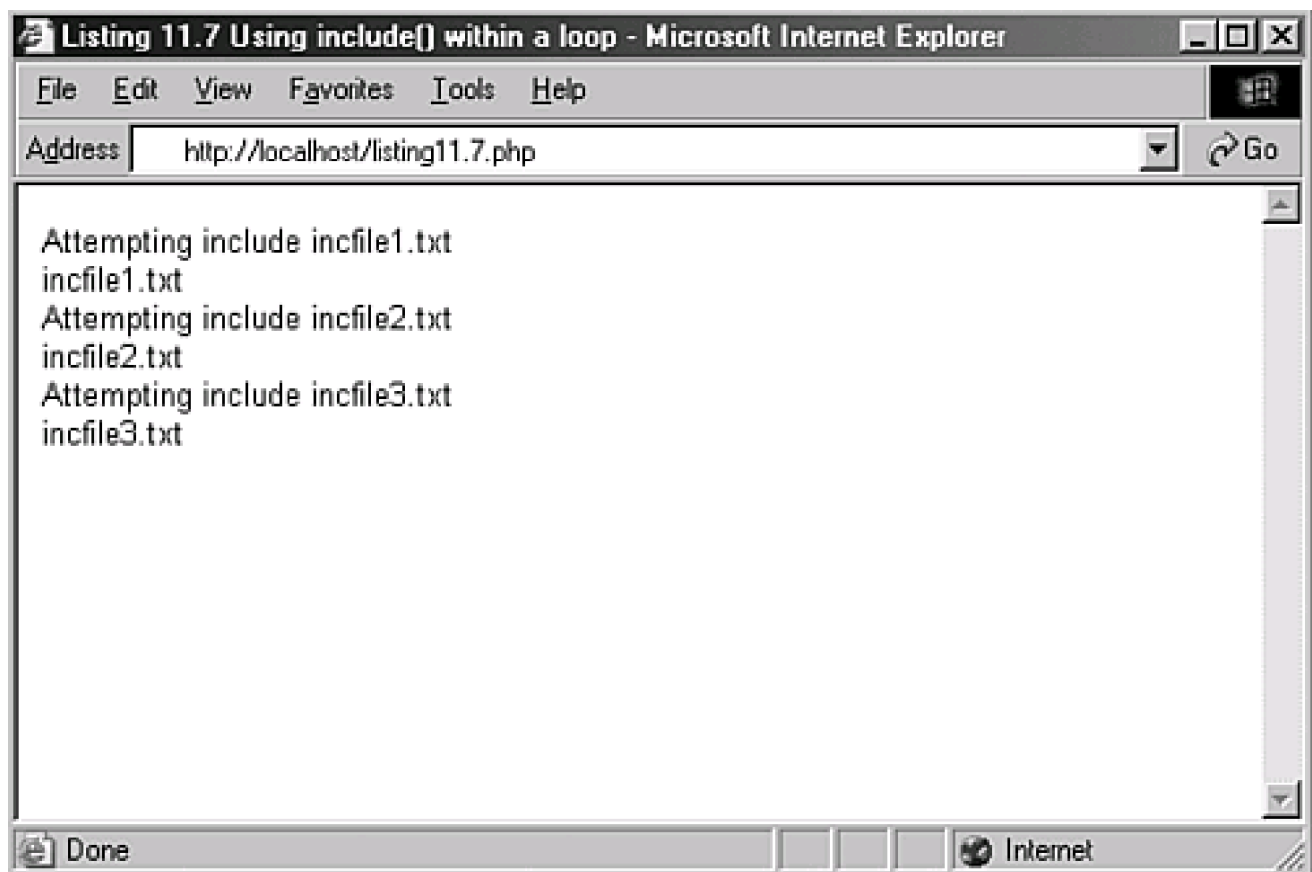 Listing 11.7 Using include() within a loop - Microsoft Internet Explorer
File Edit View Favorites Tools Help
Address http://localhost/listing11.7.php Go
Attempting include incfile1.txt
incfile1.txt
Attempting include incfile2.txt
incfile2.txt
Attempting include incfile3.txt
incfile3.txt
Done Internet